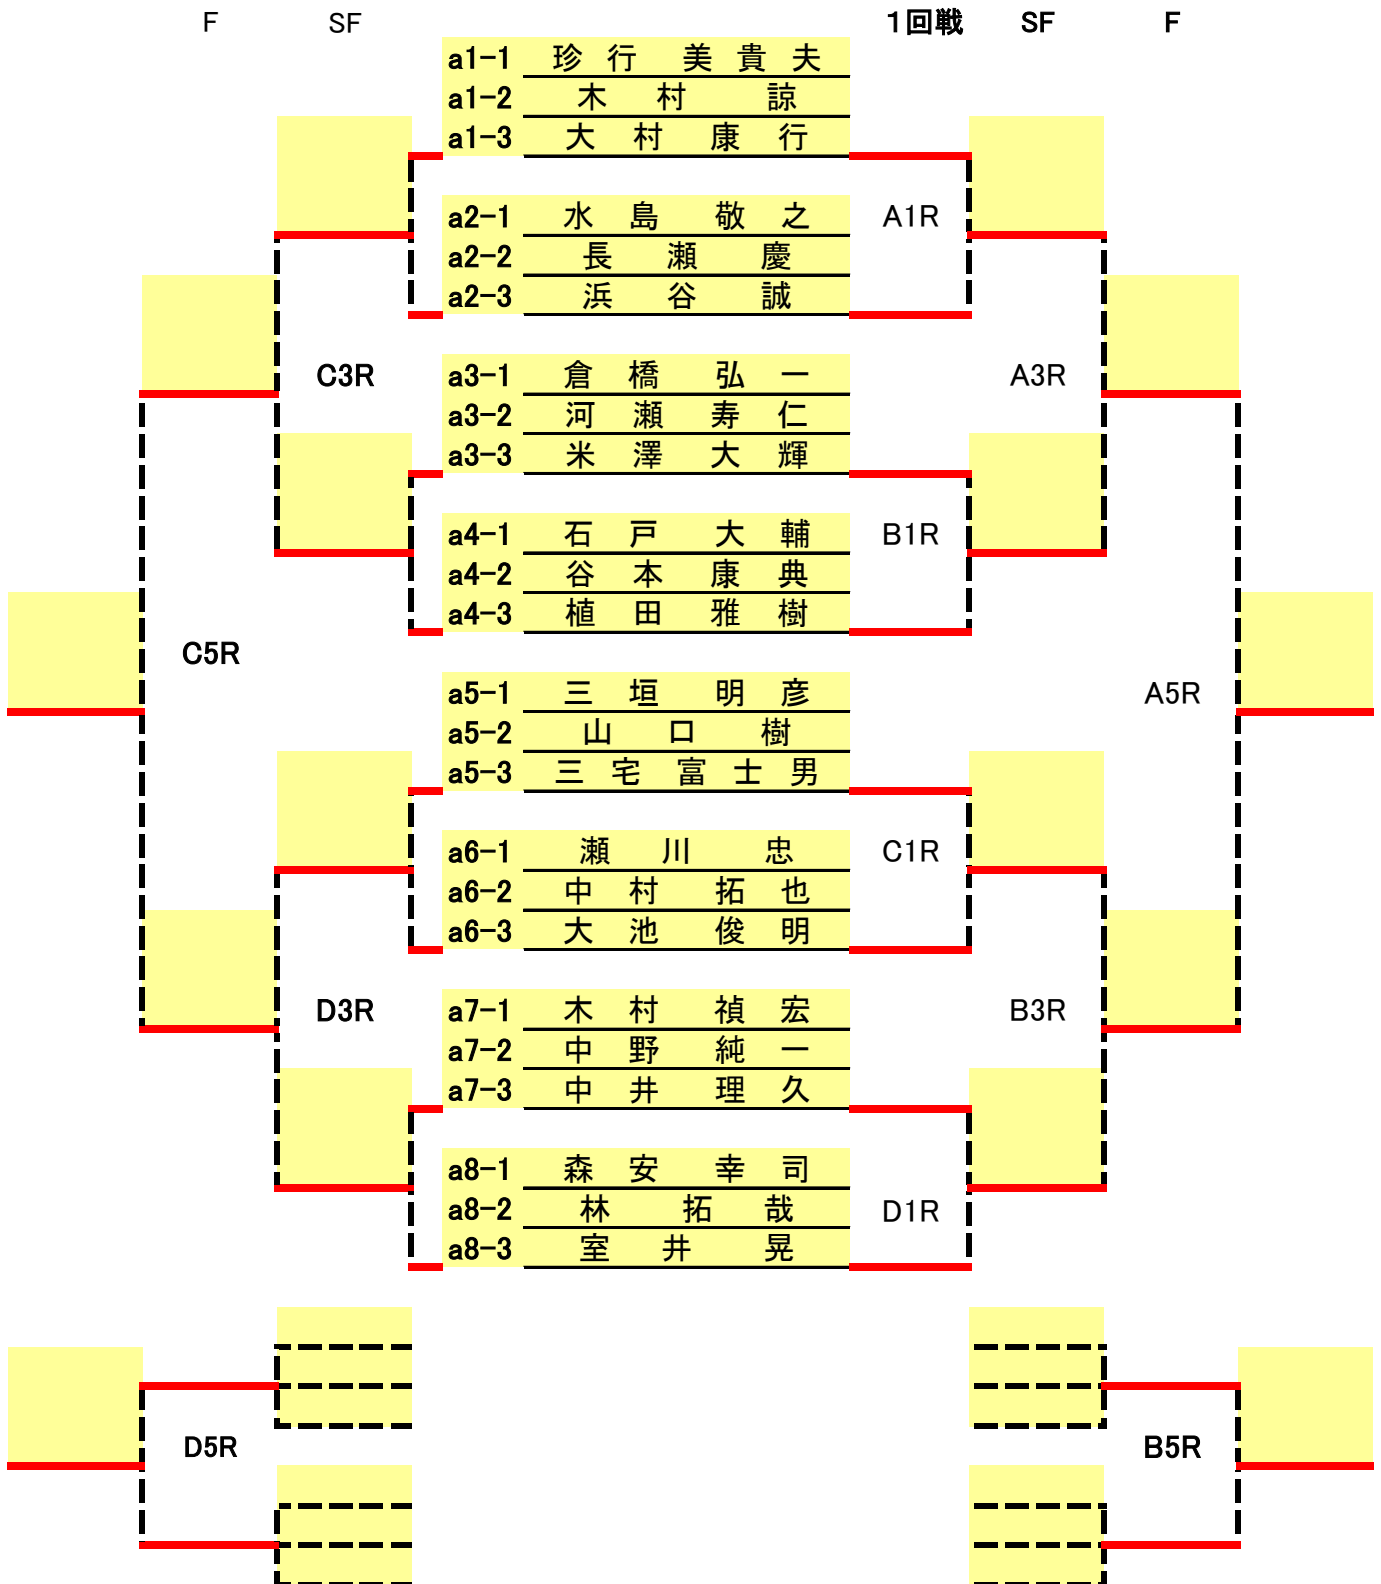 F SF 1回戦 SF F
a1-1 珍行 美貴夫
a1-2 木村 諒
a1-3 大村 康行
a2-1 水島 敬之
A1R
a2-2 長瀬 慶
a2-3 浜谷 誠
C3R
a3-1 倉橋 弘一
A3R
a3-2 河瀬 寿仁
a3-3 米澤 大輝
a4-1 石戸 大輔
B1R
a4-2 谷本 康典
a4-3 植田 雅樹
C5R
a5-1 三垣 明彦
A5R
a5-2 山口 樹
a5-3 三宅 富士男
a6-1 瀬川 忠
C1R
a6-2 中村 拓也
a6-3 大池 俊明
D3R
a7-1 木村 禎宏
B3R
a7-2 中野 純一
a7-3 中井 理久
a8-1 森安 幸司
a8-2 林 拓哉
D1R
a8-3 室井 晃
D5R
B5R